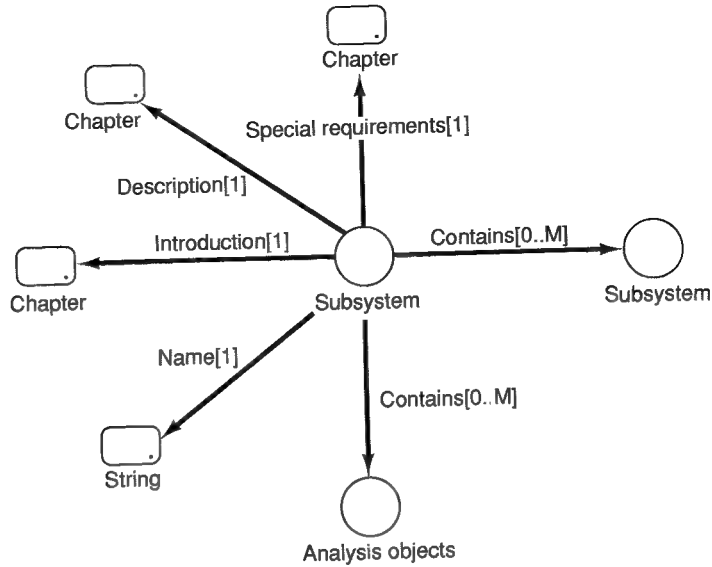 Chapter
Chapter
Special requirements[1]
Description[1]
Introduction[1]
Contains[0..M]
Chapter
Subsystem
Subsystem
Name[1]
Contains[0..M]
String
Analysis objects